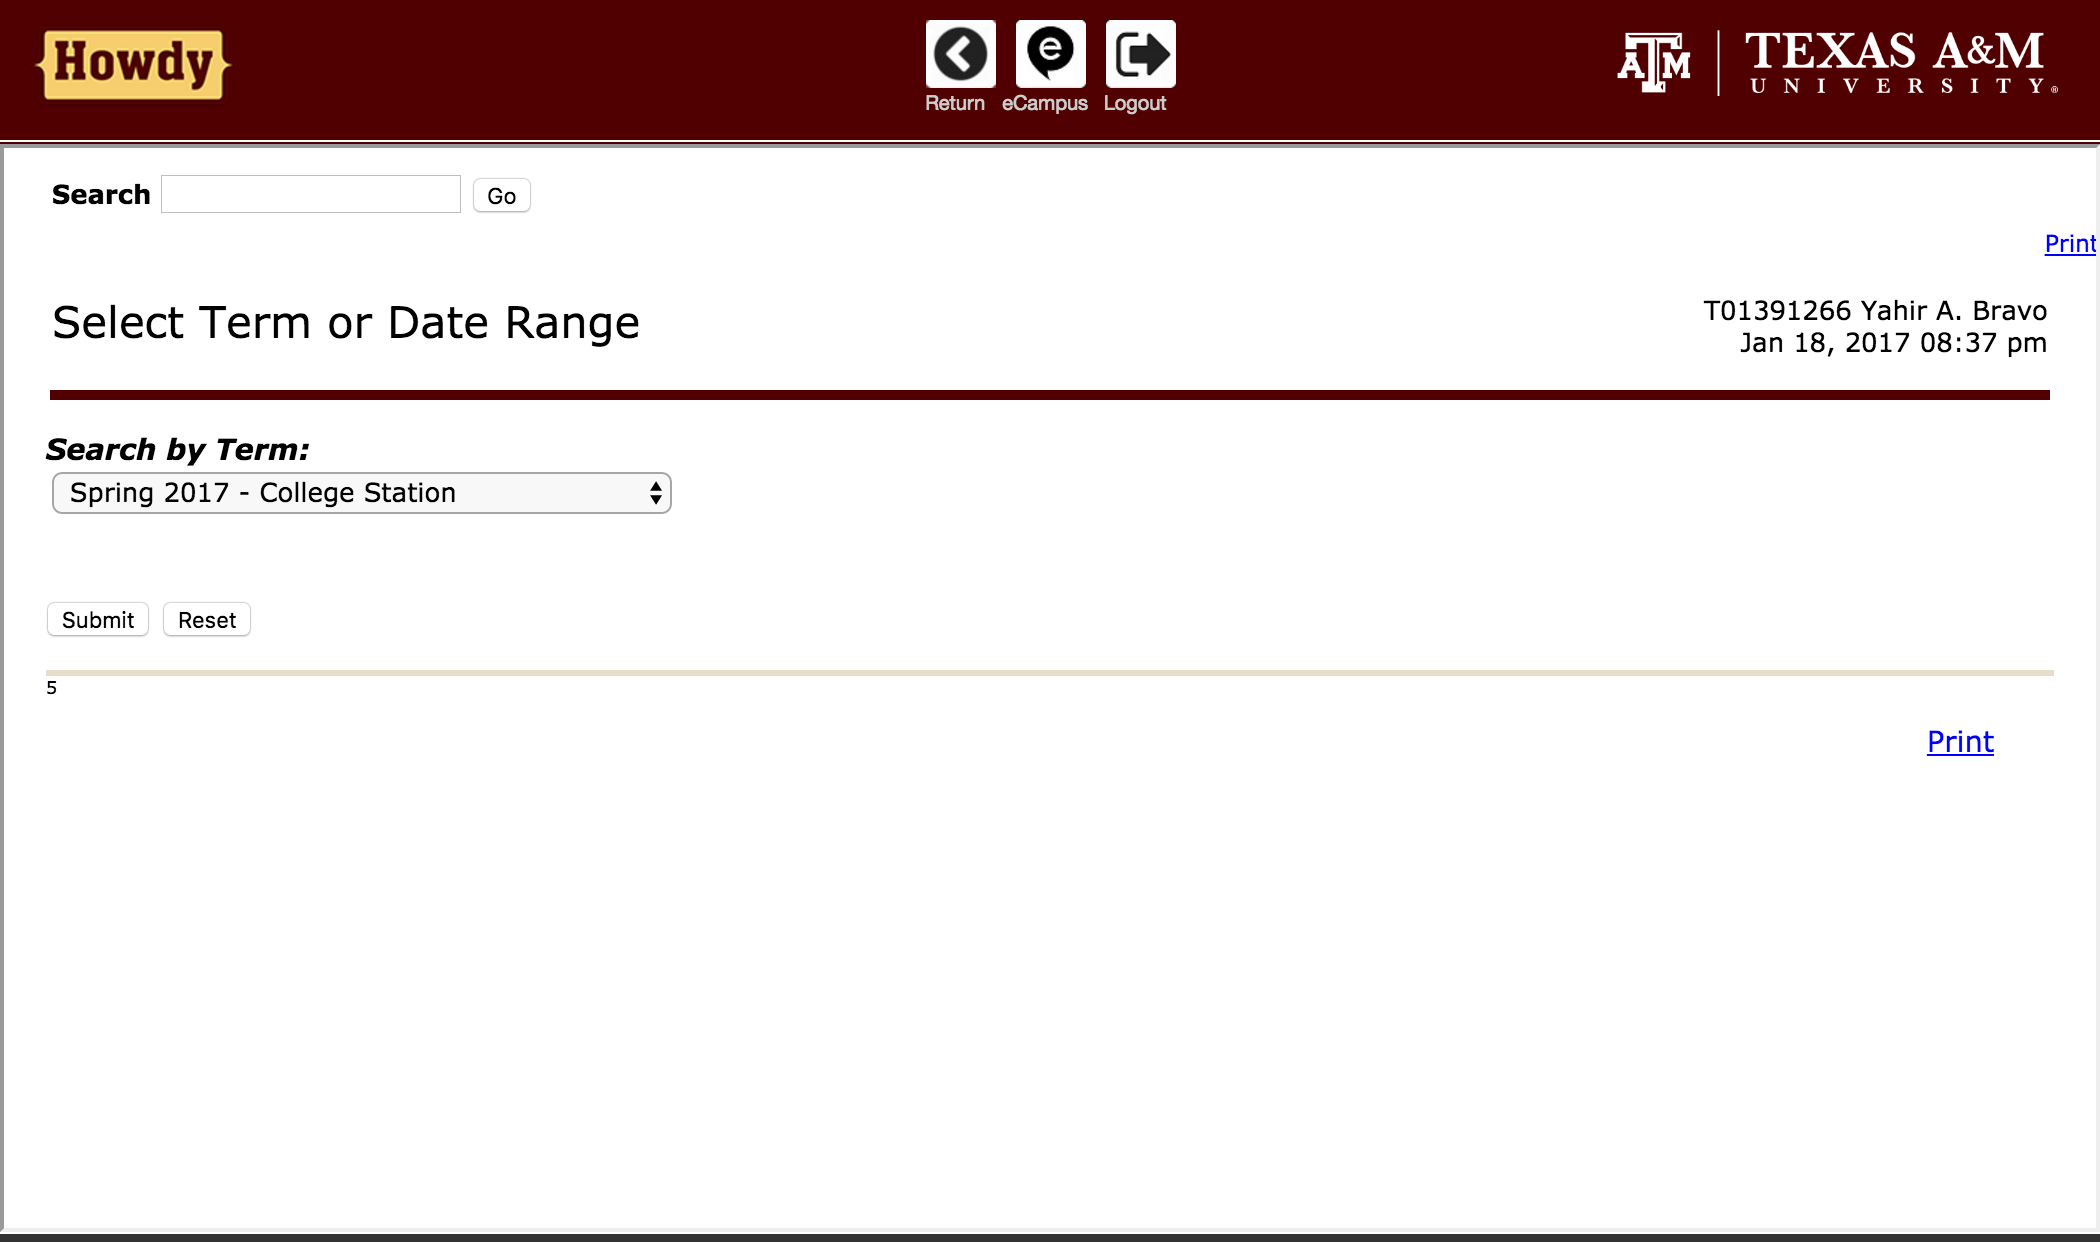 Howdy
Return eCampus Logout
ATM TEXAS A&M
UNIVERSITY®
Search Go
Print
Select Term or Date Range
T01391266 Yahir A. Bravo
Jan 18, 2017 08:37 pm
Search by Term:
Spring 2017 - College Station
Submit Reset
5
Print